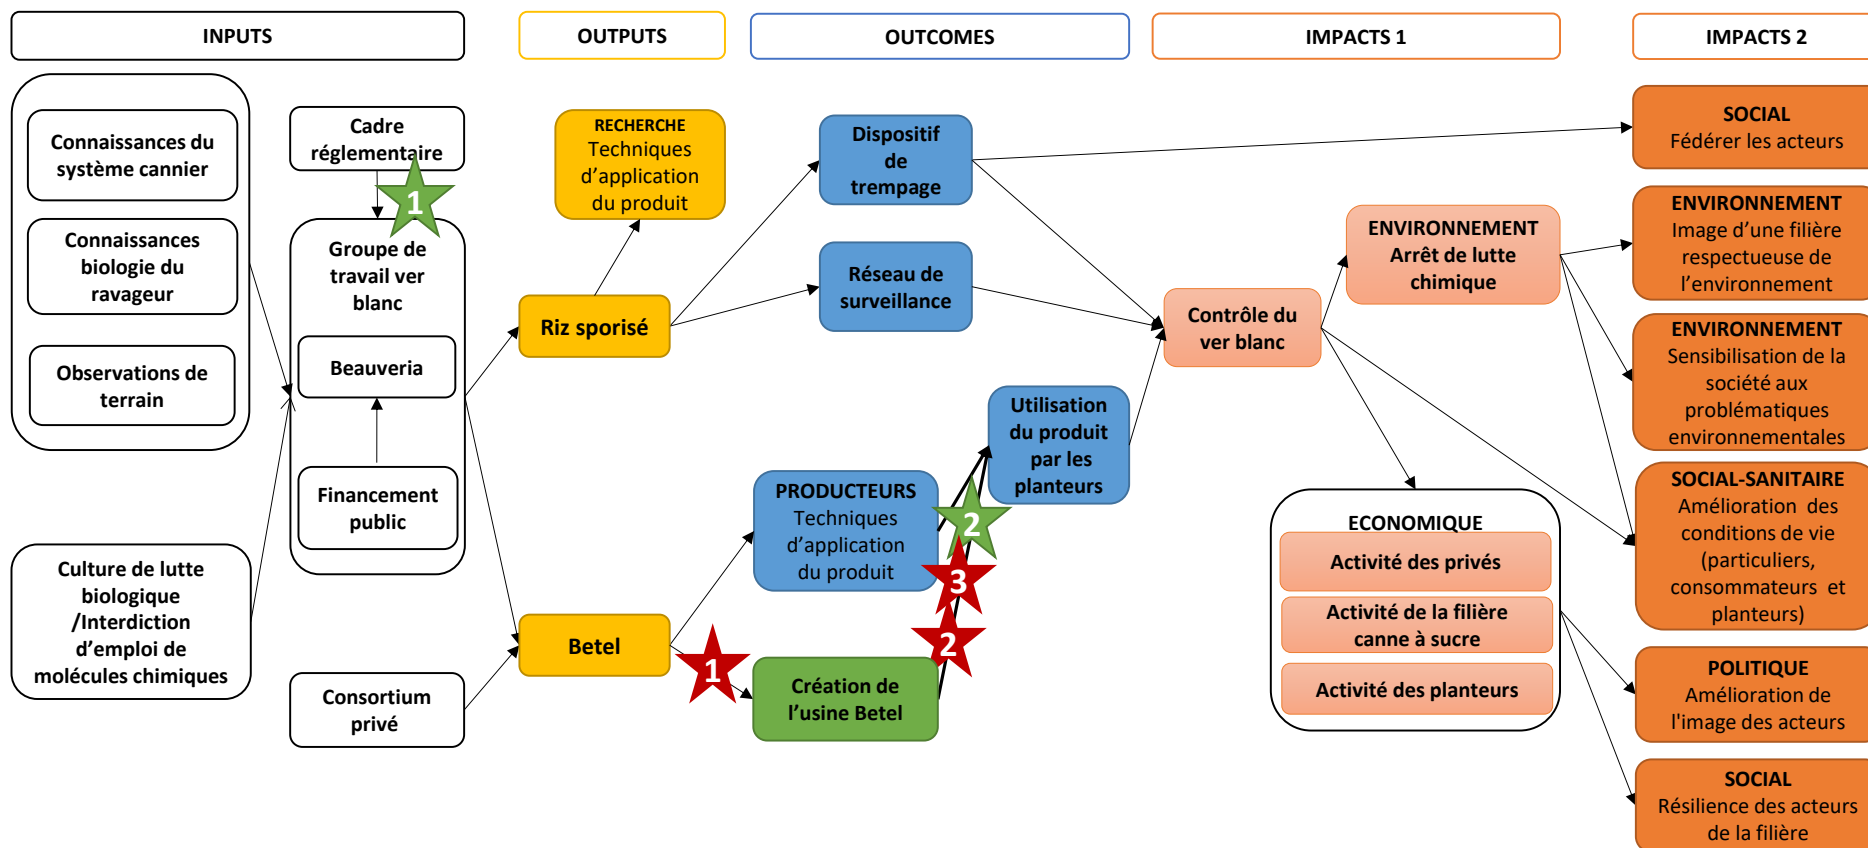 INPUTS
OUTPUTS
OUTCOMES
IMPACTS 1
IMPACTS 2
Connaissances du
système cannier
Connaissances
biologie du
ravageur
Observations de
terrain
Culture de lutte
biologique
/Interdiction
d'emploi de
molécules chimiques
Cadre
réglementaire
1
Groupe de
travail ver
blanc
Beauveria
Financement
public
Consortium
privé
RECHERCHE
Techniques
d'application
du produit
Riz sporisé
Betel
1
Dispositif
de
trempage
Réseau de
surveillance
Utilisation
du produit
par les
planteurs
PRODUCTEURS
Techniques
d'application
du produit
2
3
2
Création de
l'usine Betel
Contrôle du
ver blanc
ENVIRONNEMENT
Arrêt de lutte
chimique
ECONOMIQUE
Activité des privés
Activité de la filière
canne à sucre
Activité des planteurs
SOCIAL
Fédérer les acteurs
ENVIRONNEMENT
Image d'une filière
respectueuse de
l'environnement
ENVIRONNEMENT
Sensibilisation de la
société aux
problématiques
environnementales
SOCIAL-SANITAIRE
Amélioration des
conditions de vie
(particuliers,
consommateurs et
planteurs)
POLITIQUE
Amélioration de
l'image des acteurs
SOCIAL
Résilience des acteurs
de la filière